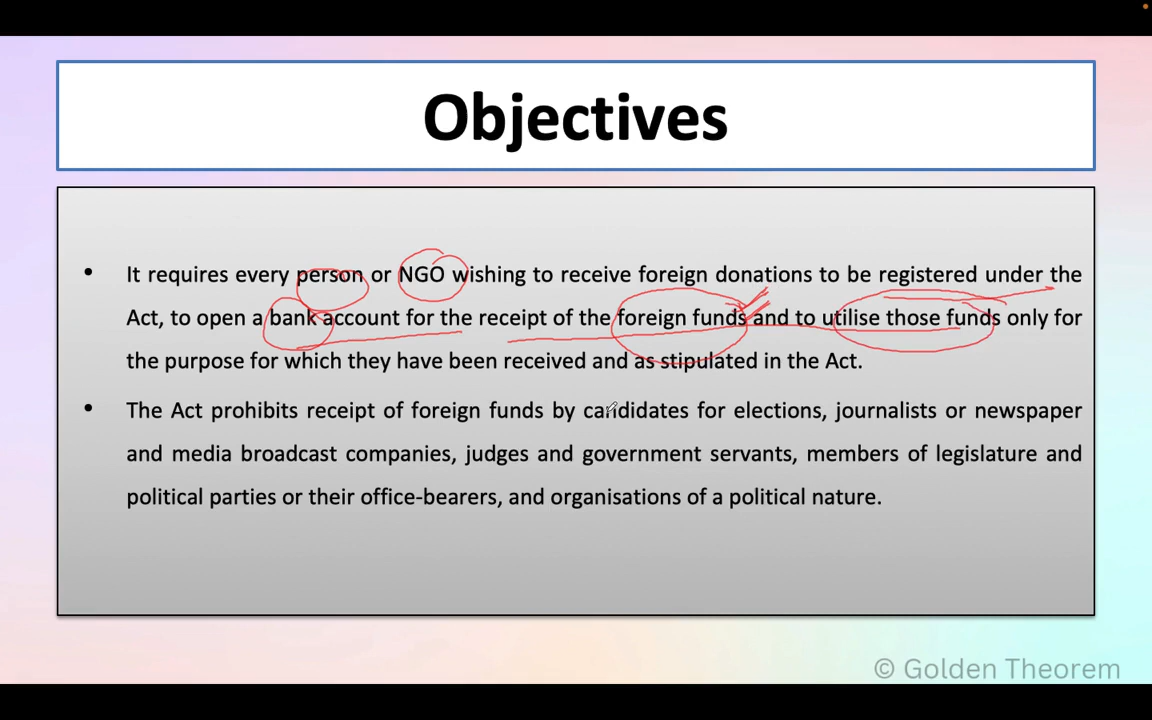 Objectives
• It requires every person or NGO wishing to receive foreign donations to be registered under the
Act, to open a bank account for the receipt of the foreign funds and to utilise those funds only for
the purpose for which they have been received and as stipulated in the Act.
• The Act prohibits receipt of foreign funds by candidates for elections, journalists or newspaper
and media broadcast companies, judges and government servants, members of legislature and
political parties or their office-bearers, and organisations of a political nature.
© Golden Theorem